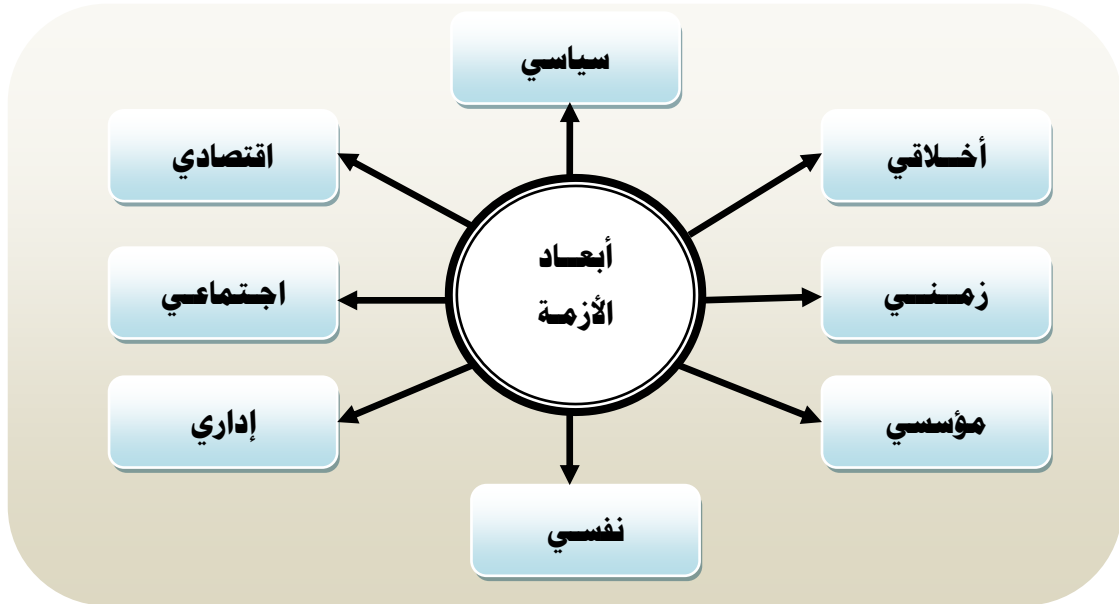 سياسي
أخلاقي
اقتصادي
أبعاد
الأزمة
زمني
اجتماعي
مؤسسي
إداري
نفسي